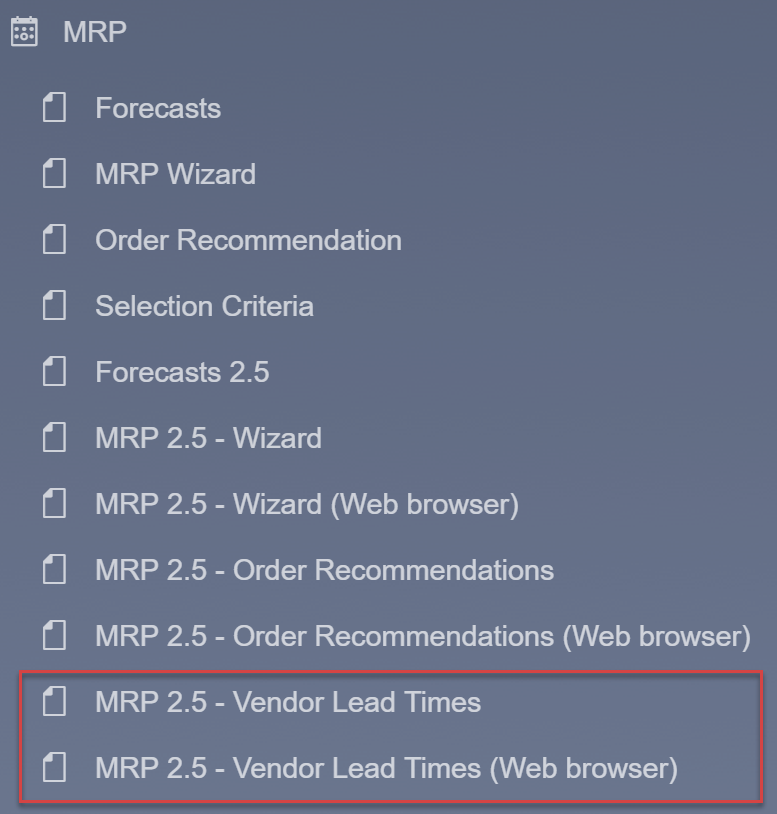 MRP
Forecasts
MRP Wizard
Order Recommendation
Selection Criteria
Forecasts 2.5
MRP 2.5 - Wizard
MRP 2.5 - Wizard (Web browser)
MRP 2.5 - Order Recommendations
MRP 2.5 - Order Recommendations (Web browser)
MRP 2.5 - Vendor Lead Times
MRP 2.5 - Vendor Lead Times (Web browser)